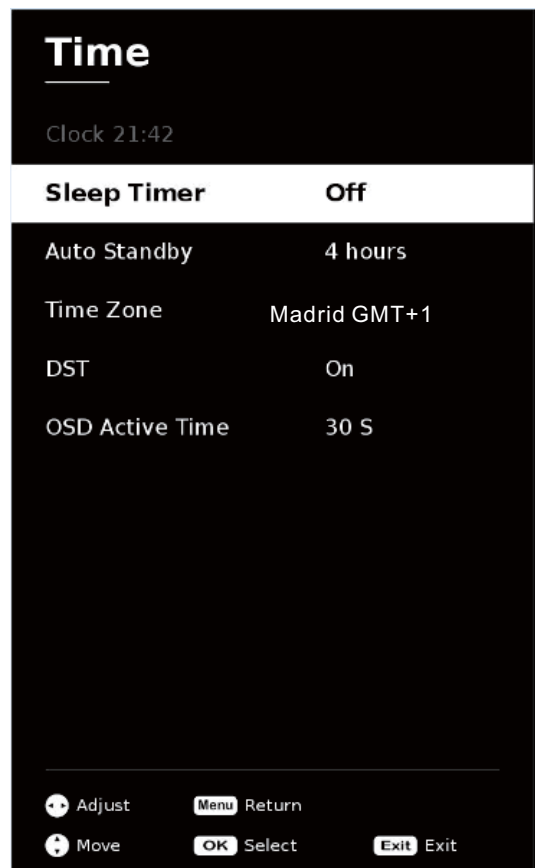 Time
Clock 21:42
Sleep Timer Off
Auto Standby 4 hours
Time Zone Madrid GMT+1
DST On
OSD Active Time 30 S
Adjust Menu Return
Move OK Select Exit Exit